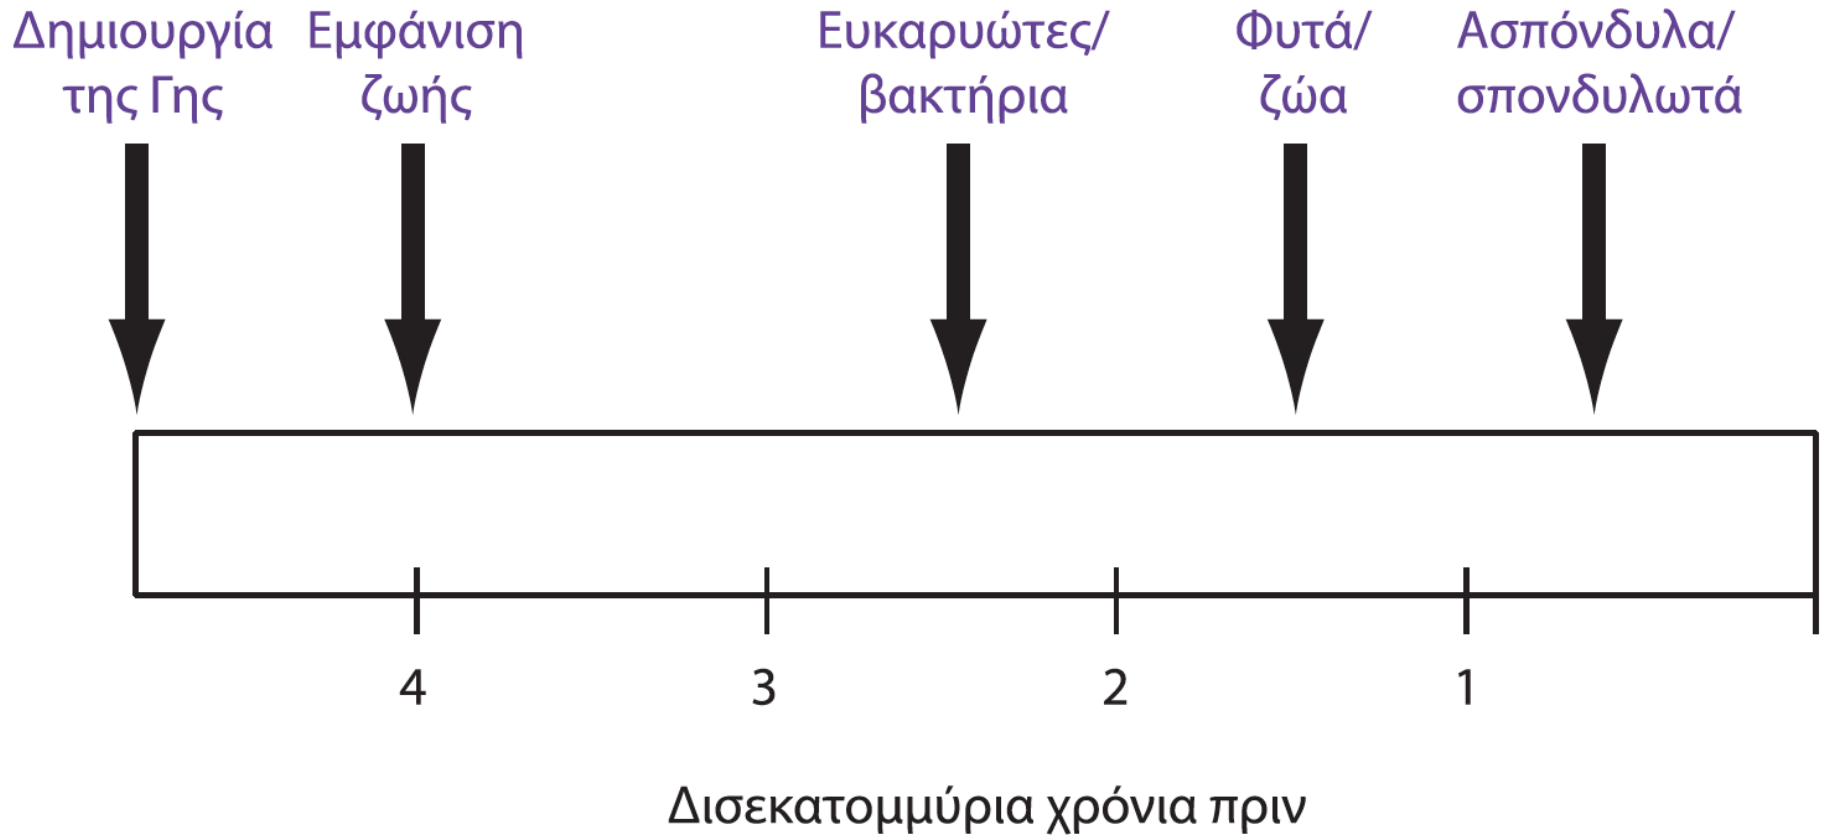 Δημιουργία
της Γης
Εμφάνιση
ζωής
Ευκαρυώτες/
βακτήρια
Φυτά/
ζώα
Ασπόνδυλα/
σπονδυλωτά
4
3
2
1
Δισεκατομμύρια χρόνια πριν